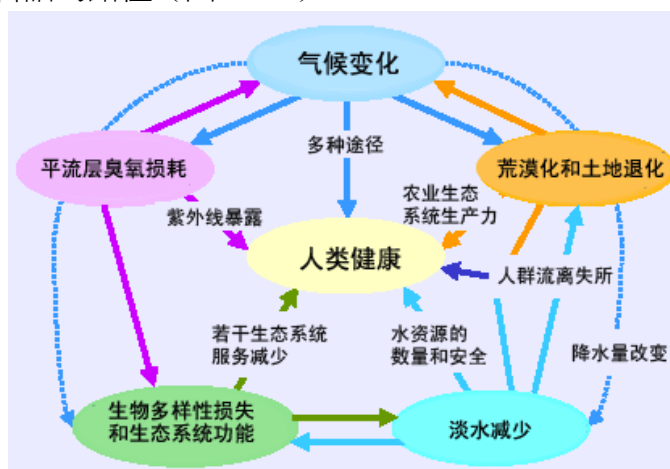 气候变化
平流层臭氧损耗
多种途径
荒漠化和土地退化
紫外线暴露
农业生态
系统生产力
人类健康
人群流离失所
若干生态系统
服务减少
水资源的
数量和安全
降水量改变
生物多样性损失
和生态系统功能
淡水减少